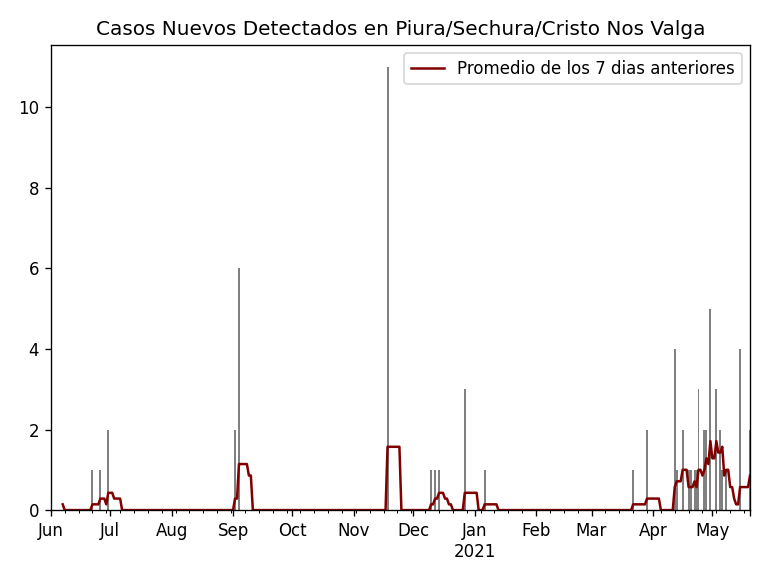 Casos Nuevos Detectados en Piura/Sechura/Cristo Nos Valga
Promedio de los 7 dias anteriores
10
8
6
4
2
0
Jun Jul Aug Sep Oct Nov Dec Jan Feb Mar Apr May
2021